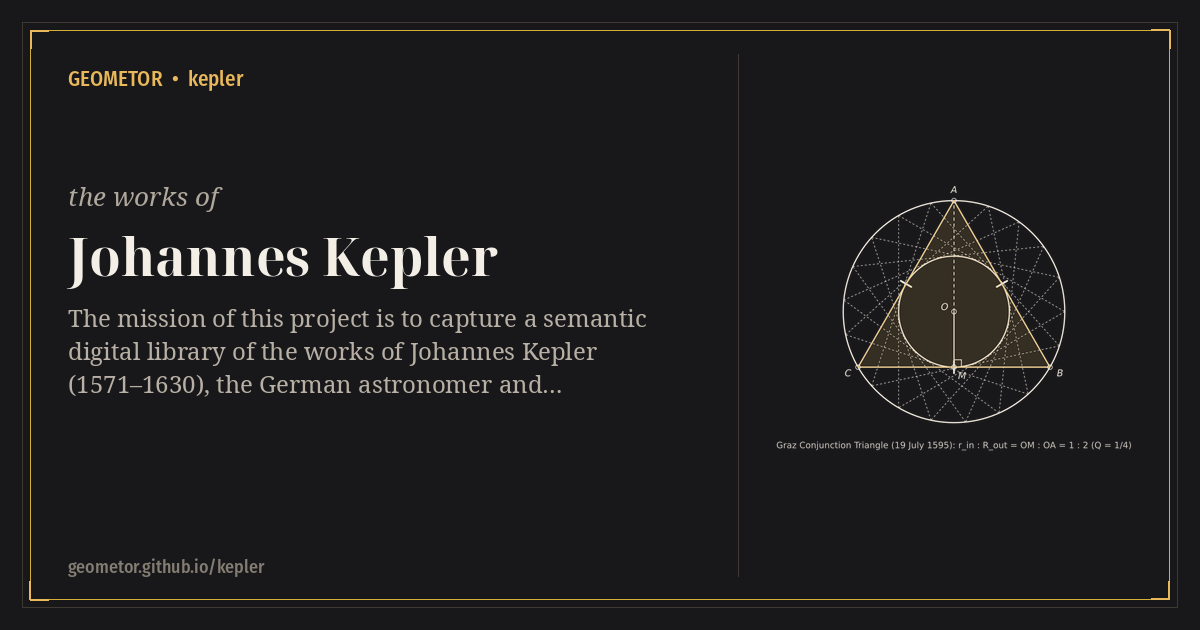 GEOMETOR • kepler
the works of
Johannes Kepler
The mission of this project is to capture a semantic
digital library of the works of Johannes Kepler
(1571–1630), the German astronomer and...
geometor.github.io/kepler
A
O
C
M
B
Graz Conjunction Triangle (19 July 1595): r_in : R_out = OM : OA = 1 : 2 (Q = 1/4)